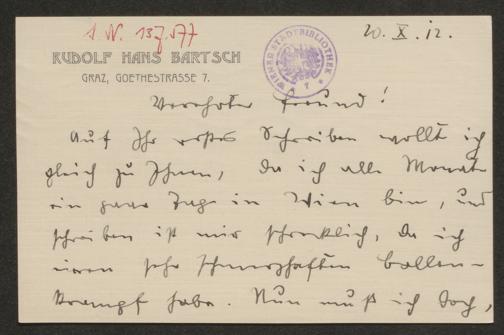 I. N. 137.577
20. X. 12.
RUDOLF HANS BARTSCH
GRAZ, GOETHESTRASSE 7.
WIENER STADTBIBLIOTHEK
Verehrter Freund!
Auf Ihr erstes Schreiben wollte ich
gleich zu Ihnen, da ich alle Monate
ein paar Tage in Wien bin, und
schreiben ist mir schrecklich, da ich
einen sehr schmerzhaften Ballen-
krampf habe. Nun muß ich doch,